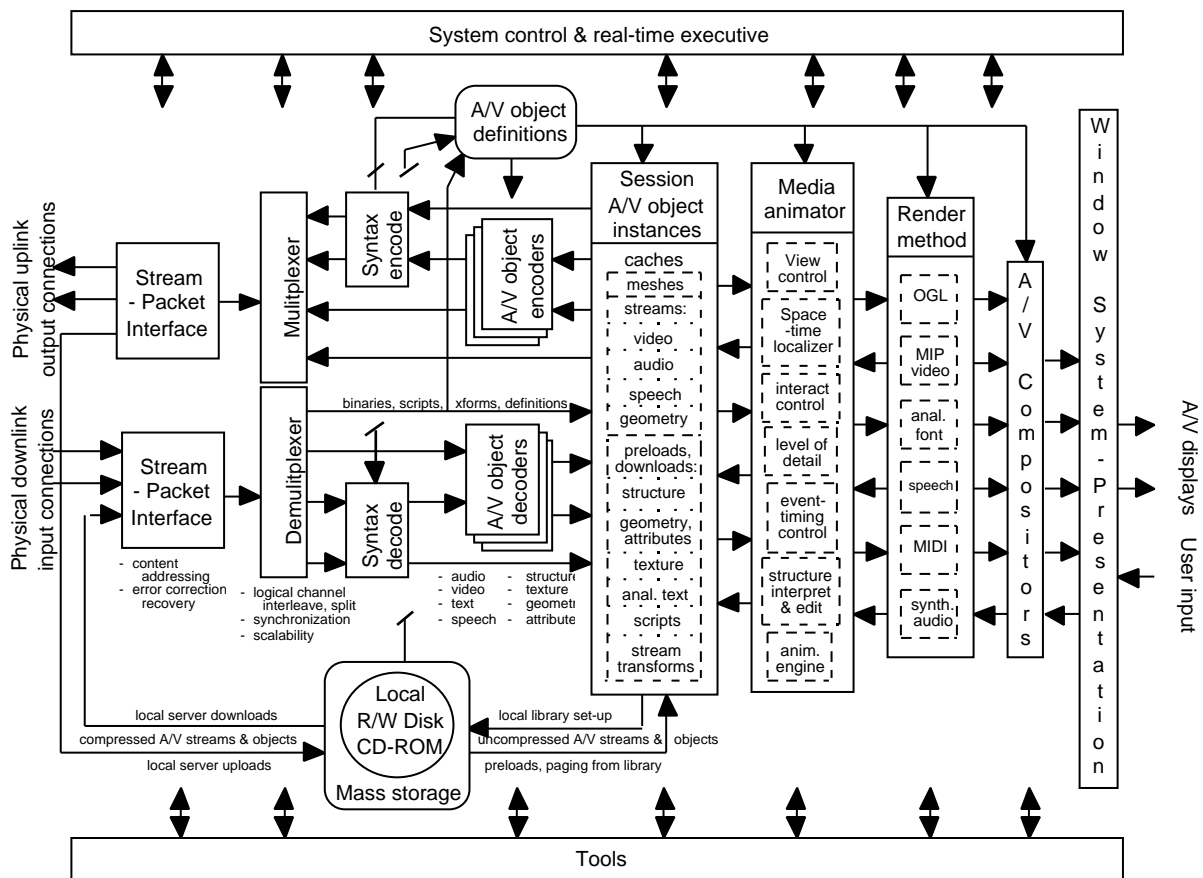 System control & real-time executive
A/V object
definitions
Session
A/V object
instances
caches
meshes
streams:
video
audio
speech
geometry
preloads,
downloads:
structure
geometry,
attributes
texture
anal. text
scripts
stream
transforms
Media
animator
View
control
Space
-time
localizer
interact
control
level of
detail
event-
timing
control
structure
interpret
& edit
anim.
engine
Render
method
OGL
MIP
video
anal.
font
speech
MIDI
synth.
audio
A/V Compositors
Window System-Presentation
A/V displays
User input
Physical uplink
output connections
Stream
- Packet
Interface
Mulitplexer
Syntax
encode
A/V object
encoders
Physical downlink
input connections
Stream
- Packet
Interface
- content
addressing
- error correction
recovery
Demulitplexer
- logical channel
interleave, split
- synchronization
- scalability
binaries, scripts, xforms, definitions
Syntax
decode
A/V object
decoders
- audio
- video
- text
- speech
- structure
- texture
- geomet
- attribute
Local
R/W Disk
CD-ROM
Mass storage
local server downloads
compressed A/V streams & objects
local server uploads
local library set-up
uncompressed A/V streams & objects
preloads, paging from library
Tools